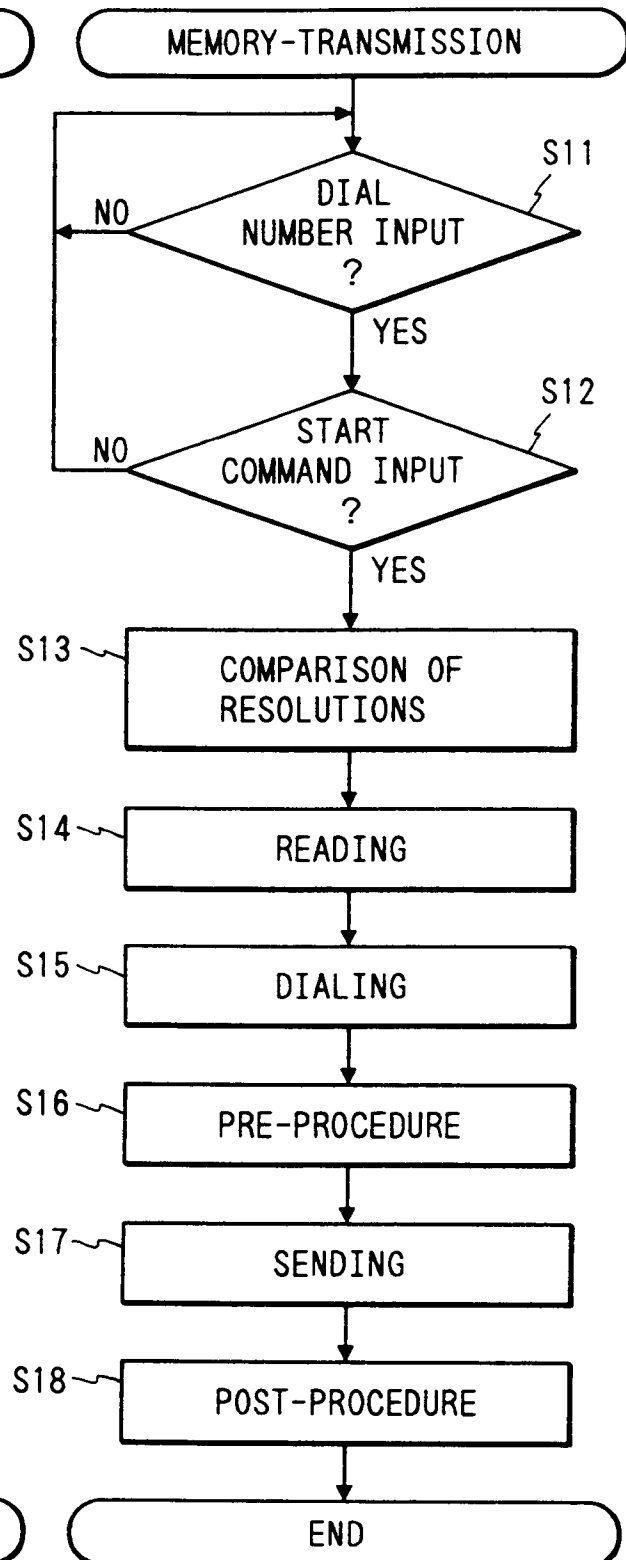 MEMORY-TRANSMISSION
S11
DIAL
NUMBER INPUT
?
NO
YES
S12
START
COMMAND INPUT
?
NO
YES
S13
COMPARISON OF
RESOLUTIONS
S14
READING
S15
DIALING
S16
PRE-PROCEDURE
S17
SENDING
S18
POST-PROCEDURE
END